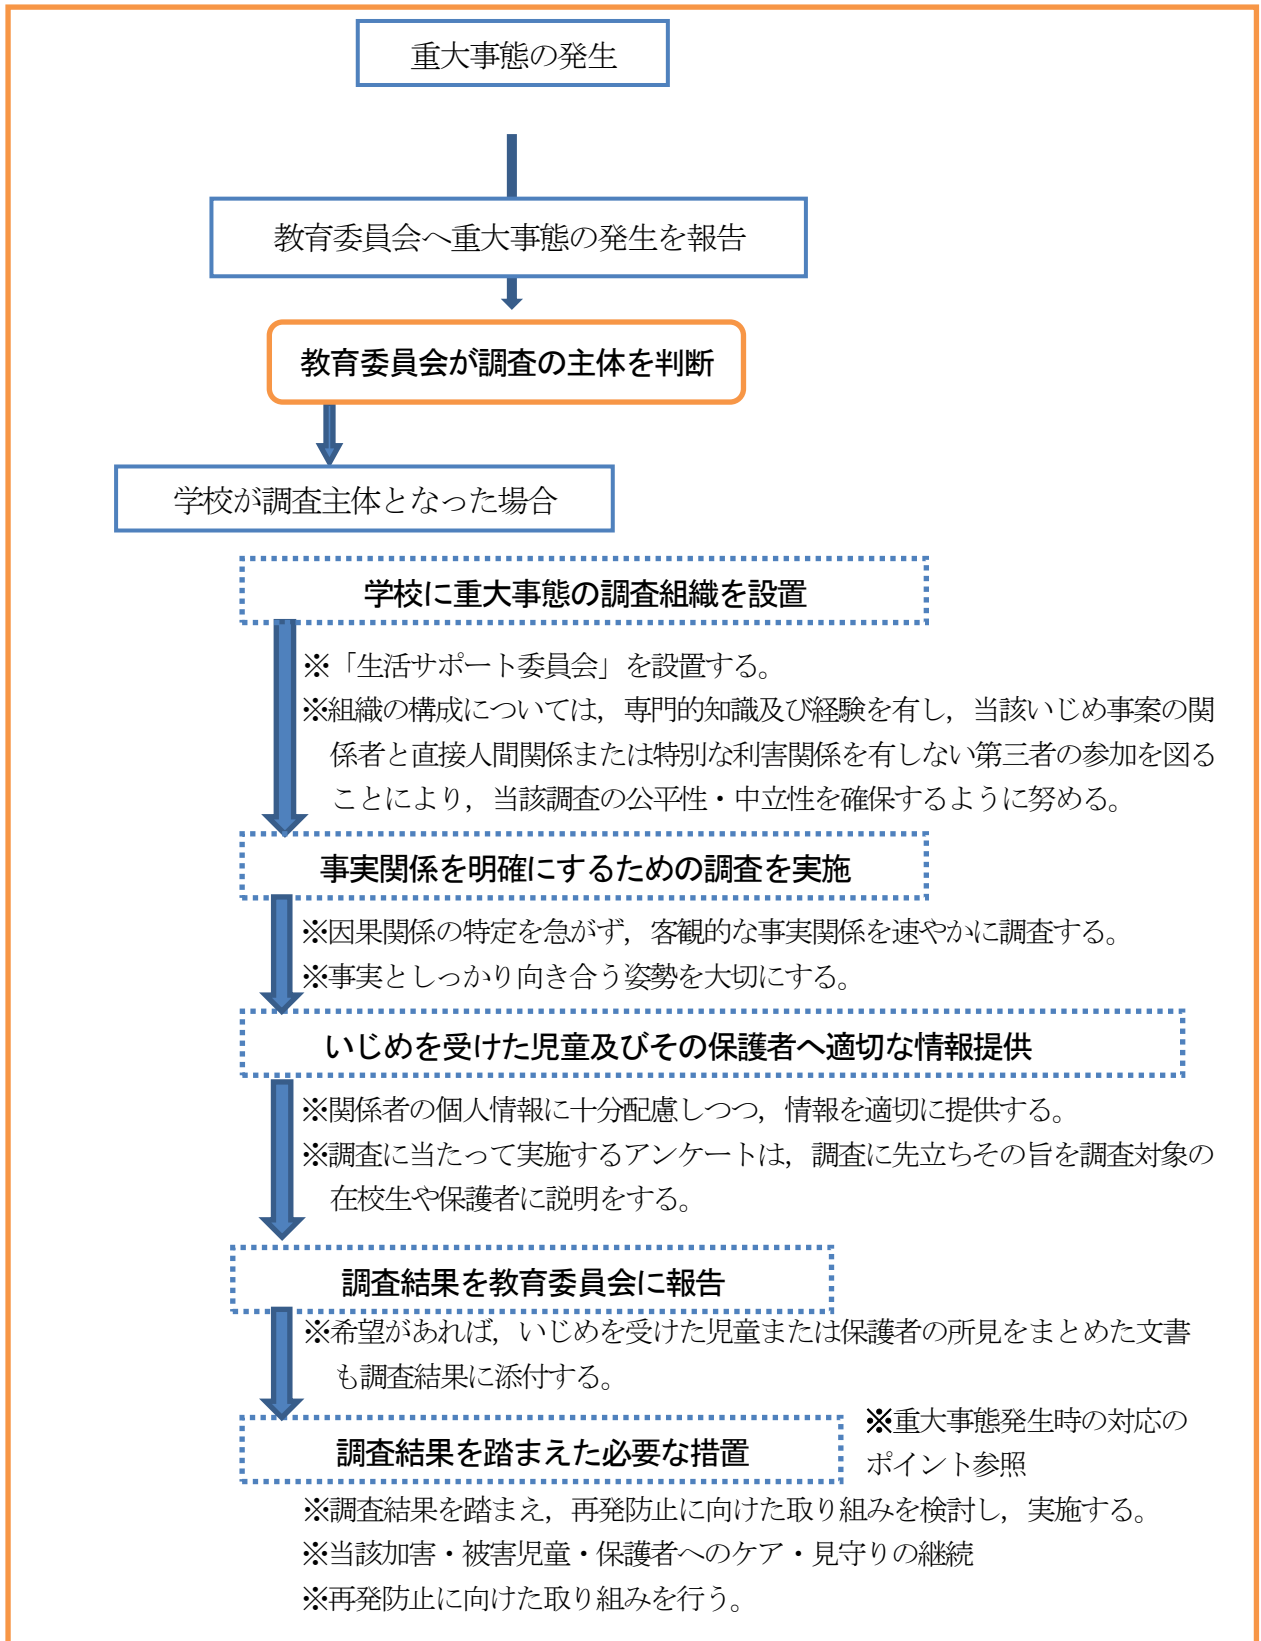 重大事態の発生
教育委員会へ重大事態の発生を報告
教育委員会が調査の主体を判断
学校が調査主体となった場合
学校に重大事態の調査組織を設置
※「生活サポート委員会」を設置する。
※組織の構成については，専門的知識及び経験を有し，当該いじめ事案の関
係者と直接人間関係または特別な利害関係を有しない第三者の参加を図る
ことにより，当該調査の公平性・中立性を確保するように努める。
事実関係を明確にするための調査を実施
※因果関係の特定を急がず，客観的な事実関係を速やかに調査する。
※事実としっかり向き合う姿勢を大切にする。
いじめを受けた児童及びその保護者へ適切な情報提供
※関係者の個人情報に十分配慮しつつ，情報を適切に提供する。
※調査に当たって実施するアンケートは，調査に先立ちその旨を調査対象の
在校生や保護者に説明をする。
調査結果を教育委員会に報告
※希望があれば，いじめを受けた児童または保護者の所見をまとめた文書
も調査結果に添付する。
調査結果を踏まえた必要な措置
※重大事態発生時の対応の
ポイント参照
※調査結果を踏まえ，再発防止に向けた取り組みを検討し，実施する。
※当該加害・被害児童・保護者へのケア・見守りの継続
※再発防止に向けた取り組みを行う。